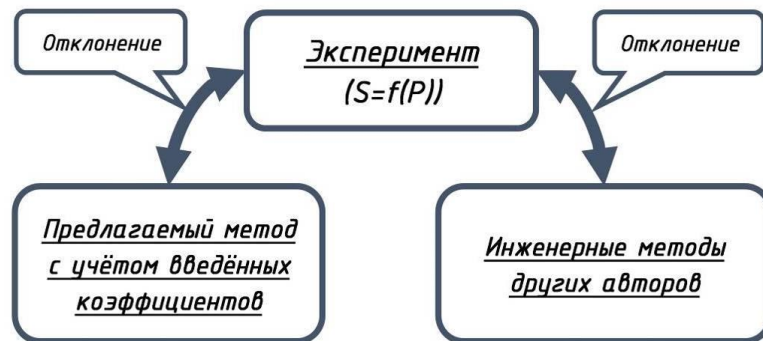 Отклонение
Эксперимент
(S=f(P))
Отклонение
Предлагаемый метод
с учётом введённых
коэффициентов
Инженерные методы
других авторов